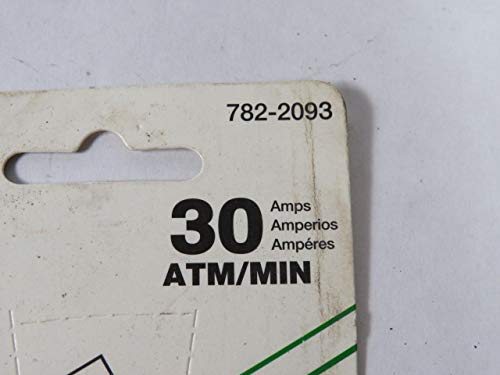 782-2093
30 Amps
Amperios
Ampéres
ATM/MIN